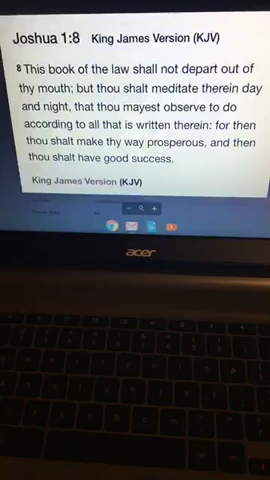 Joshua 1:8 King James Version (KJV)
8 This book of the law shall not depart out of
thy mouth; but thou shalt meditate therein day
and night, that thou mayest observe to do
according to all that is written therein: for then
thou shalt make thy way prosperous, and then
thou shalt have good success.
King James Version (KJV)
acer